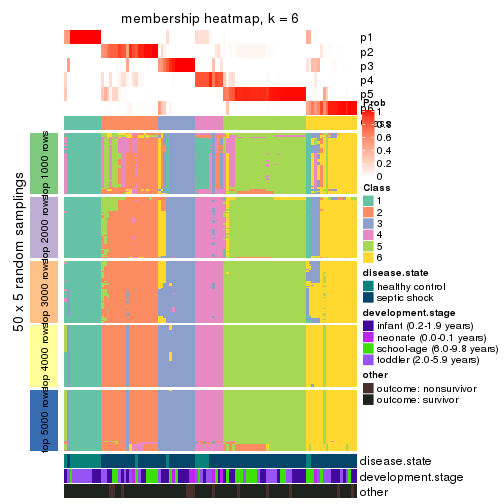 membership heatmap, k = 6
p1
p2
p3
p4
p5
p6
Prob
1
0.8
0.6
0.4
0.2
0
Class
Class
1
2
3
4
5
6
disease.state
healthy control
septic shock
development.stage
infant (0.2-1.9 years)
neonate (0.0-0.1 years)
school-age (6.0-9.8 years)
toddler (2.0-5.9 years)
other
outcome: nonsurvivor
outcome: survivor
50 x 5 random samplings
top 1000 rows
top 2000 rows
top 3000 rows
top 4000 rows
top 5000 rows
disease.state
development.stage
other